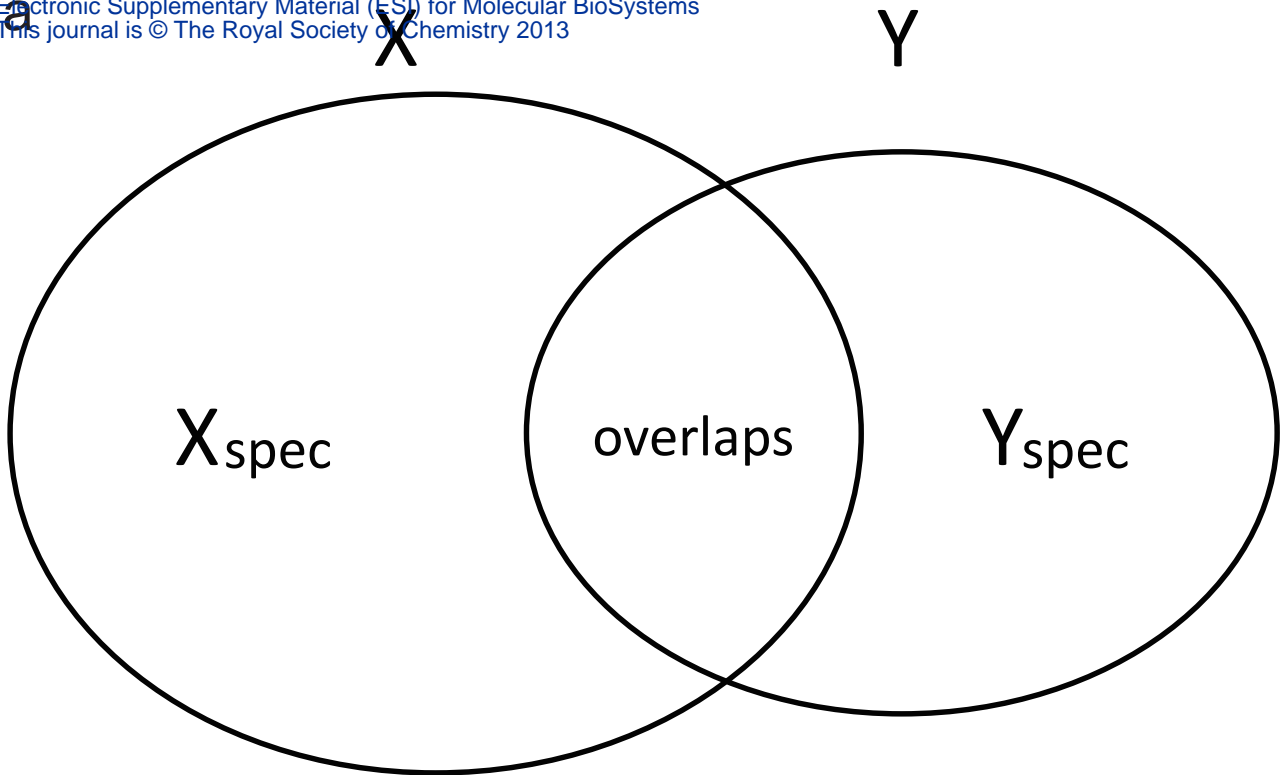 a
Electronic Supplementary Material (ESI) for Molecular BioSystems
This journal is © The Royal Society of Chemistry 2013
X Y
Xspec overlaps Yspec